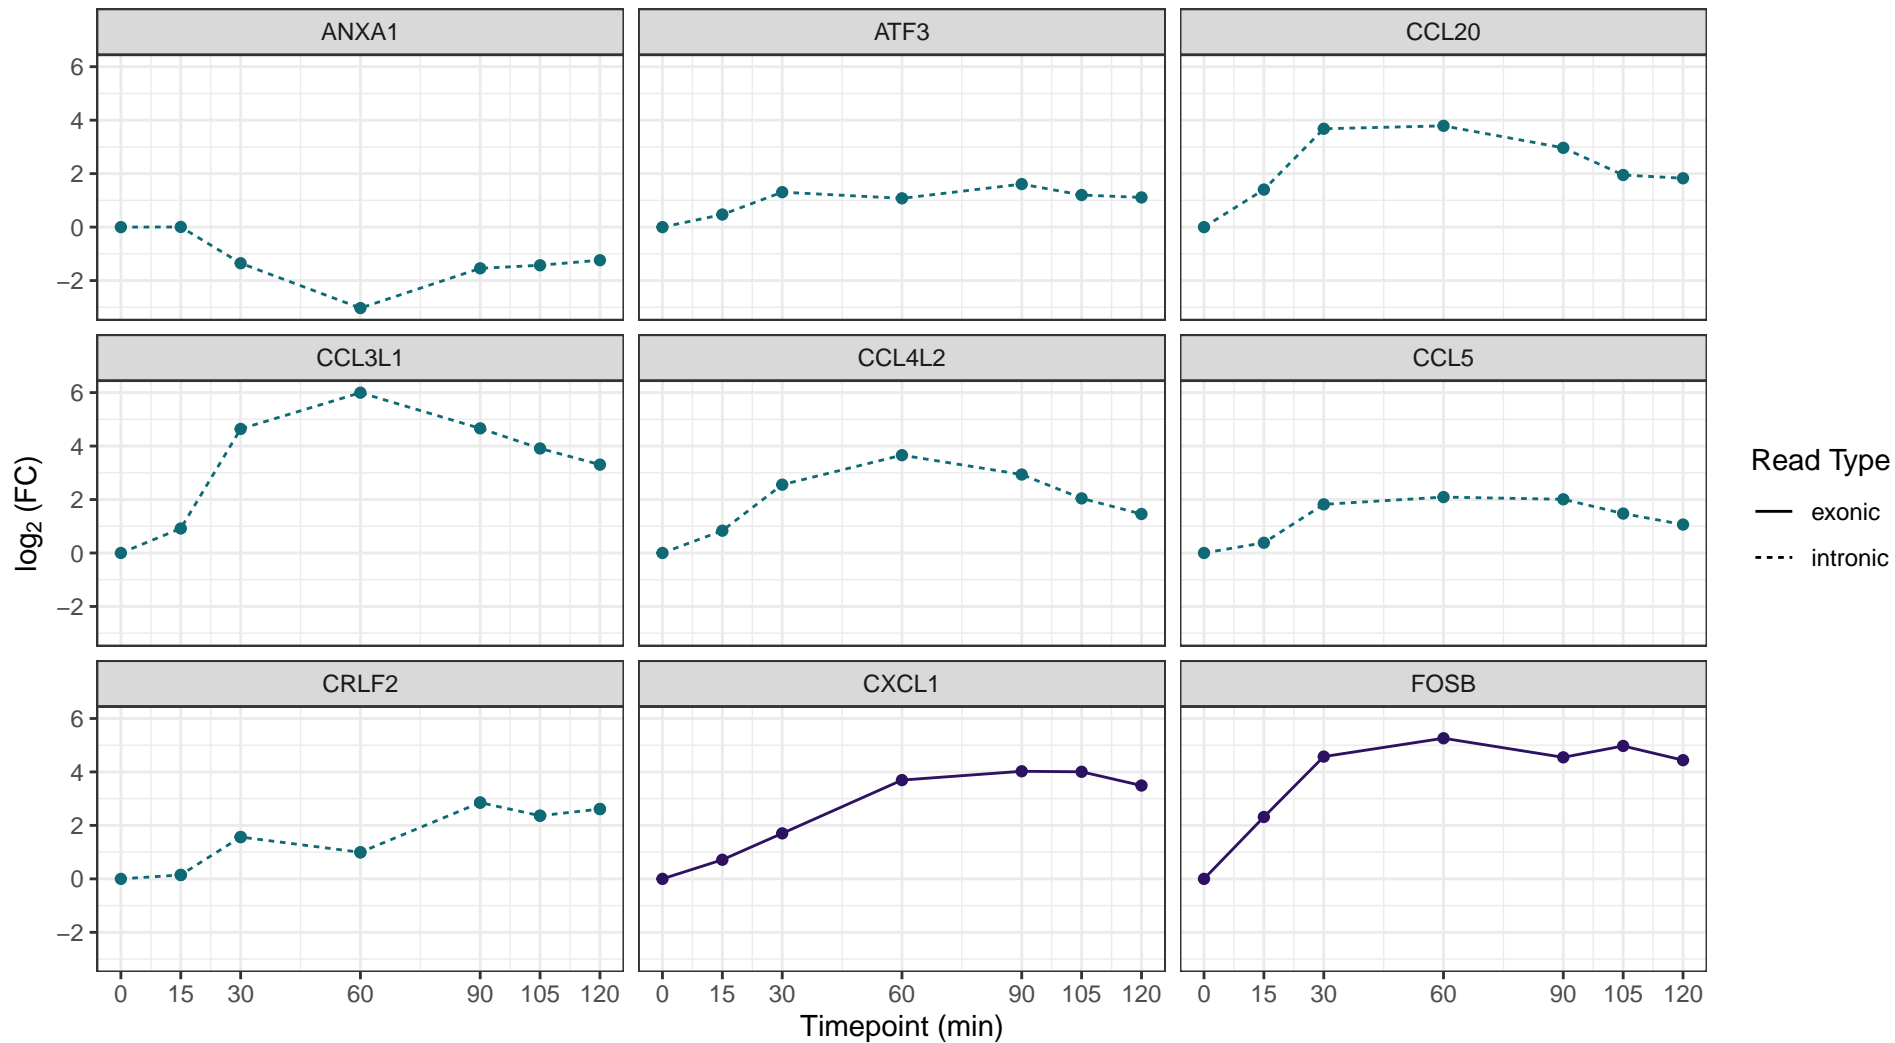 ANXA1 ATF3 CCL20
6
4
2
0
−2
CCL3L1 CCL4L2 CCL5
6
4
2
0
−2
CRLF2 CXCL1 FOSB
6
4
2
0
−2
0 15 30 60 90 105 120 0 15 30 60 90 105 120 0 15 30 60 90 105 120
Timepoint (min)
log₂ (FC)
Read Type
exonic
intronic